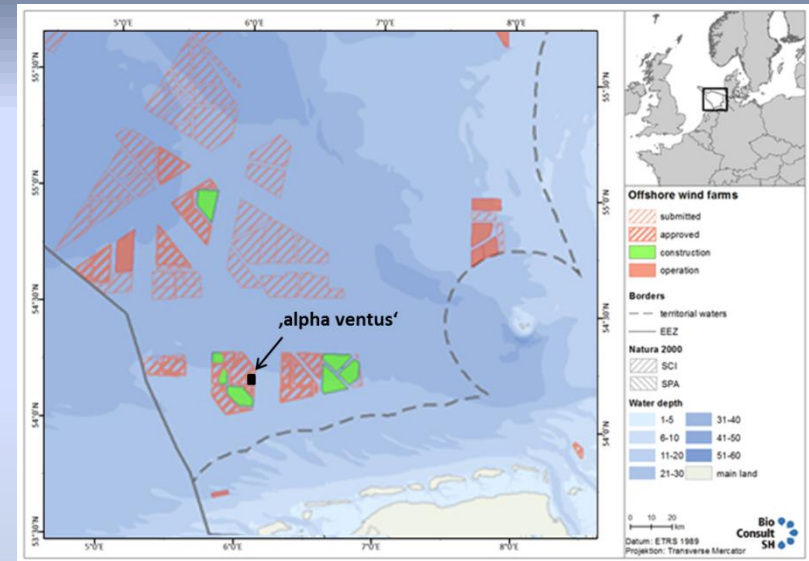 5°0'E 6°0'E 7°0'E 8°0'E
55°30'N
55°0'N
54°30'N
54°0'N
53°30'N
55°30'N
55°0'N
54°30'N
54°0'N
‚alpha ventus‘
5°0'E 6°0'E 7°0'E 8°0'E
Offshore wind farms
submitted
approved
construction
operation
Borders
territorial waters
EEZ
Natura 2000
SCI
SPA
Water depth
1-5 31-40
6-10 41-50
11-20 51-60
21-30 main land
0 10 20
km
Bio
Consult
SH
Datum: ETRS 1989
Projektion: Transverse Mercator